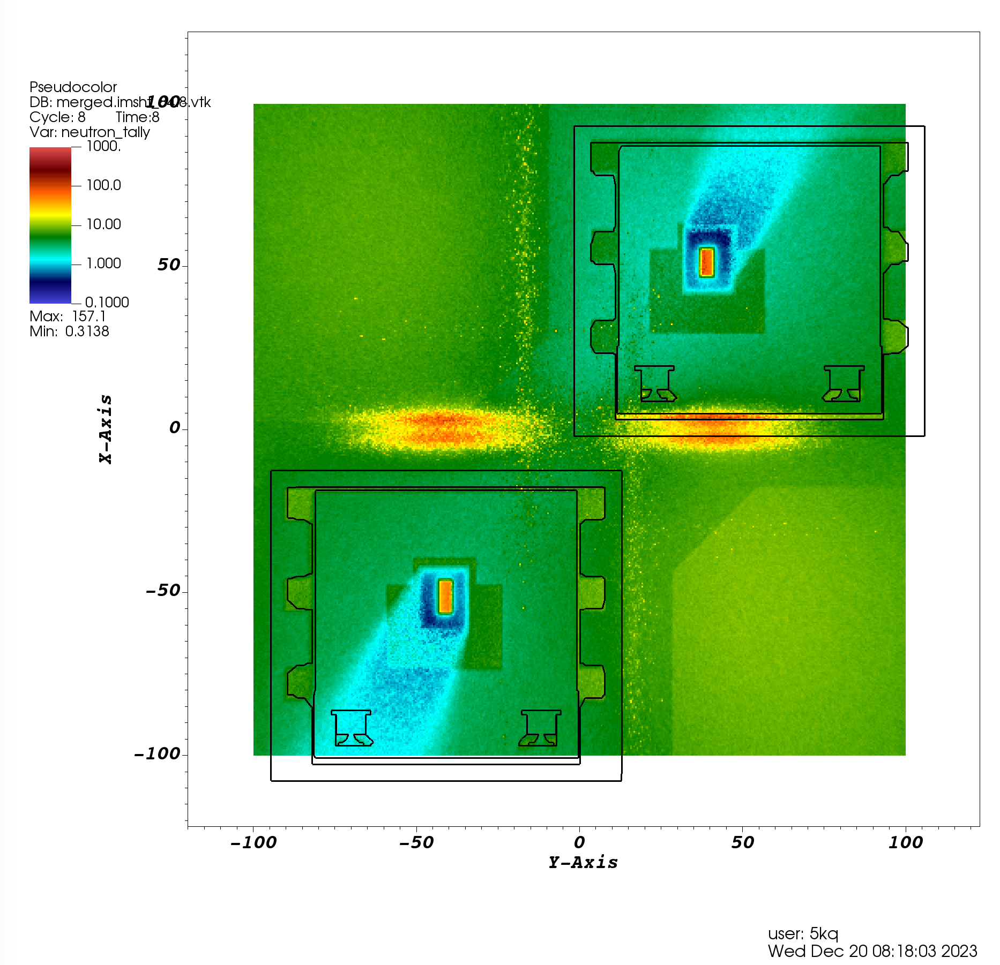 Pseudocolor
DB: merged.imsht_ .8.vtk
Cycle: 8 Time:8
Var: neutron_tally
1000.
100.0
10.00
1.000
0.1000
Max: 157.1
Min: 0.3138
100
50
0
-50
-100
X-Axis
-100
-50
0
50
100
Y-Axis
user: 5kq
Wed Dec 20 08:18:03 2023